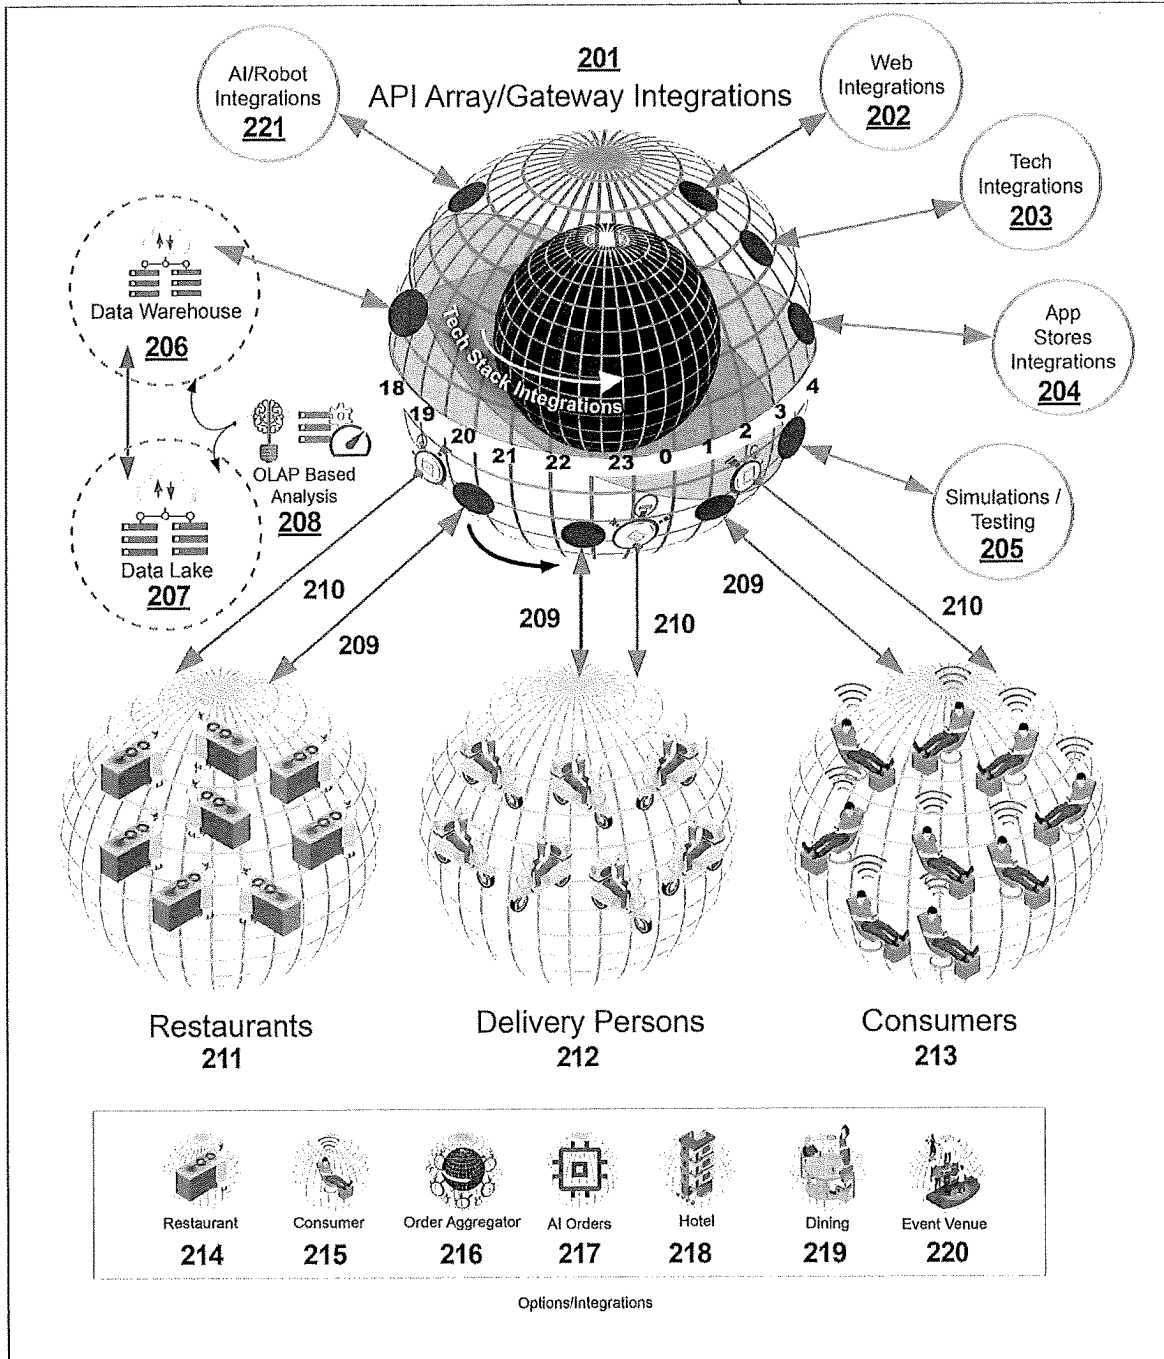 201
API Array/Gateway Integrations
AI/Robot
Integrations
221
Web
Integrations
202
Tech
Integrations
203
App
Stores
Integrations
204
Simulations /
Testing
205
Data Warehouse
206
OLAP Based
Analysis
208
Data Lake
207
Tech Stack Integrations
18
19
20
21
22
23
0
1
2
3
4
210
209
209
210
209
210
Restaurants
211
Delivery Persons
212
Consumers
213
Restaurant
214
Consumer
215
Order Aggregator
216
AI Orders
217
Hotel
218
Dining
219
Event Venue
220
Options/Integrations